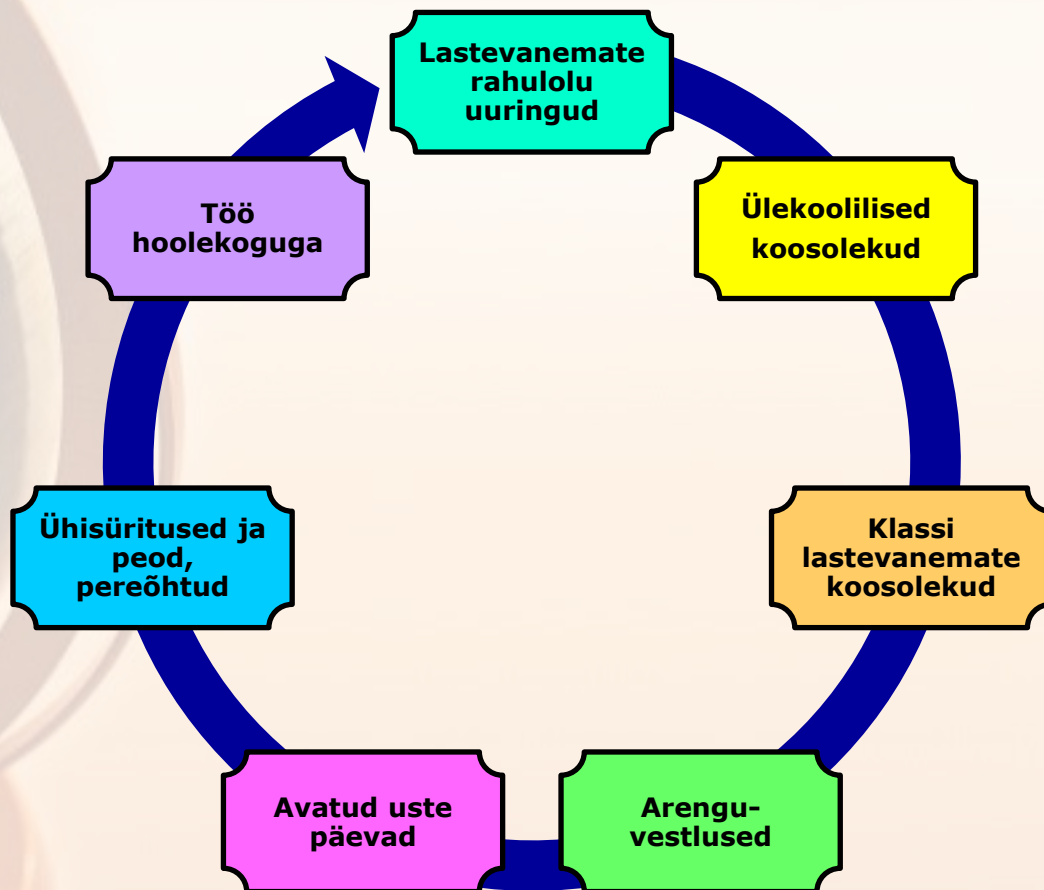 Lastevanemate
rahulolu
uuringud
Ülekoolilised
koosolekud
Klassi
lastevanemate
koosolekud
Arengu-
vestlused
Avatud uste
päevad
Ühisüritused ja
peod,
pereõhtud
Töö
hoolekoguga